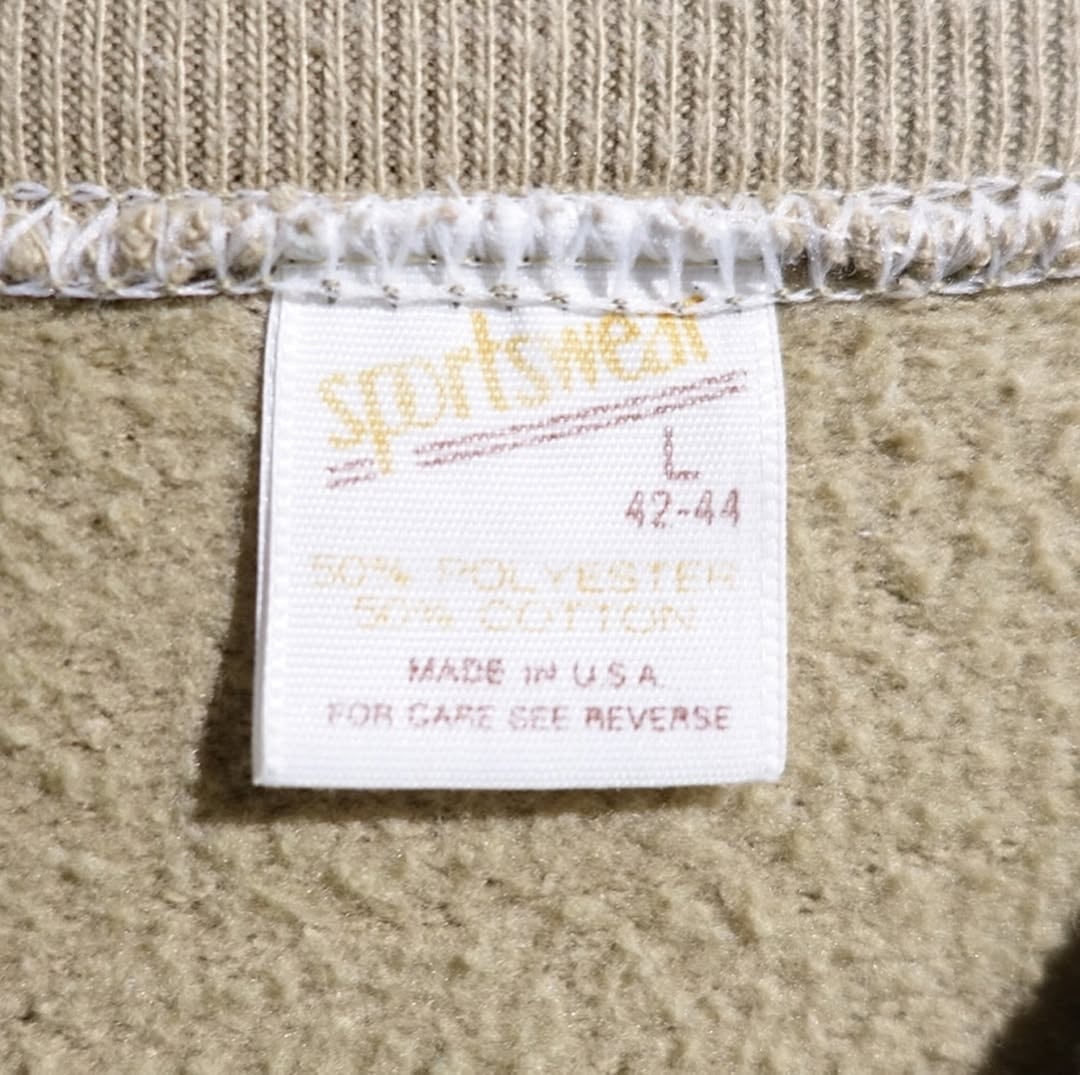 sportswear
L
42-44
50% POLYESTER
50% COTTON
MADE IN U.S.A.
FOR CARE SEE REVERSE